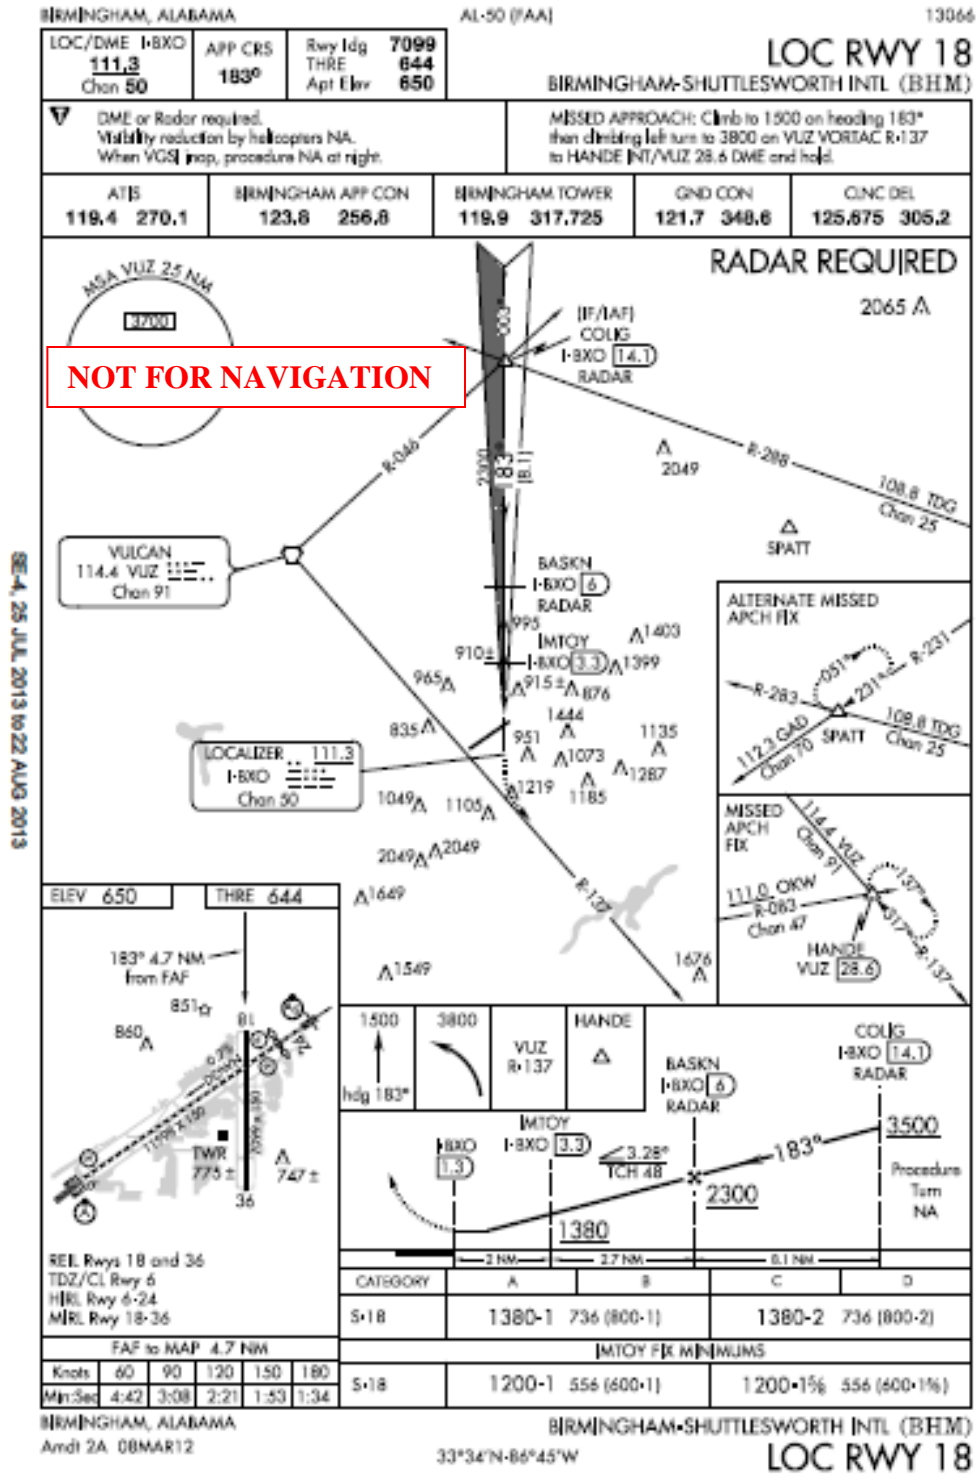 BIRMINGHAM, ALABAMA
AL-50 (FAA)
13066
LOC/DME I-BXO
111.3
Chan 50
APP CRS
183°
Rwy ldg 7099
THRE 644
Apt Elev 650
LOC RWY 18
BIRMINGHAM-SHUTTLESWORTH INTL (BHM)
T
DME or Radar required.
Visibility reduction by helicopters NA.
When VGSI inop, procedure NA at night.
MISSED APPROACH: Climb to 1500 on heading 183°
then climbing left turn to 3800 on VUZ VORTAC R-137
to HANDE INT/VUZ 28.6 DME and hold.
ATIS
119.4 270.1
BIRMINGHAM APP CON
123.8 256.8
BIRMINGHAM TOWER
119.9 317.725
GND CON
121.7 348.6
CLNC DEL
125.675 305.2
RADAR REQUIRED
MSA VUZ 25 NM
3700
NOT FOR NAVIGATION
003°
(IF/IAF)
COLIG
I-BXO 14.1
RADAR
2065
R-046
2300
183°
(8.1)
2049
R-288
108.8 TDG
Chan 25
SPATT
VULCAN
114.4 VUZ
Chan 91
BASKN
I-BXO 6
RADAR
995
IMTOY
I-BXO 3.3
910±
1403
1399
965
915±
876
835
1444
951
1135
1073
1287
1219
1185
LOCALIZER 111.3
I-BXO
Chan 50
1049
1105
2049
2049
1649
R-137
1549
1676
ALTERNATE MISSED
APCH FIX
051°
231°
R-231
R-283
108.8 TDG
Chan 25
SPATT
112.3 GAD
Chan 70
MISSED
APCH
FIX
114.4 VUZ
Chan 91
111.0 OKW
R-083
Chan 47
137°
317°
R-137
HANDE
VUZ 28.6
SE-4, 25 JUL 2013 to 22 AUG 2013
ELEV 650
THRE 644
183° 4.7 NM
from FAF
851
860
18
0.7%
DOWN
11998 X 150
7099 X 150
24
TWR
775±
747±
36
A
REIL Rwys 18 and 36
TDZ/CL Rwy 6
HIRL Rwy 6-24
MIRL Rwy 18-36
FAF to MAP 4.7 NM
Knots 60 90 120 150 180
Min:Sec 4:42 3:08 2:21 1:53 1:34
1500
hdg 183°
3800
VUZ
R-137
HANDE
COLIG
I-BXO 14.1
RADAR
BASKN
I-BXO 6
RADAR
IMTOY
I-BXO 3.3
I-BXO
1.3
3.28°
TCH 48
183°
3500
2300
1380
Procedure
Turn
NA
2 NM
2.7 NM
8.1 NM
CATEGORY A B C D
S-18 1380-1 736 (800-1) 1380-2 736 (800-2)
IMTOY FIX MINIMUMS
S-18 1200-1 556 (600-1) 1200-1⅝ 556 (600-1⅝)
BIRMINGHAM, ALABAMA
Amdt 2A 08MAR12
33°34'N-86°45'W
BIRMINGHAM-SHUTTLESWORTH INTL (BHM)
LOC RWY 18